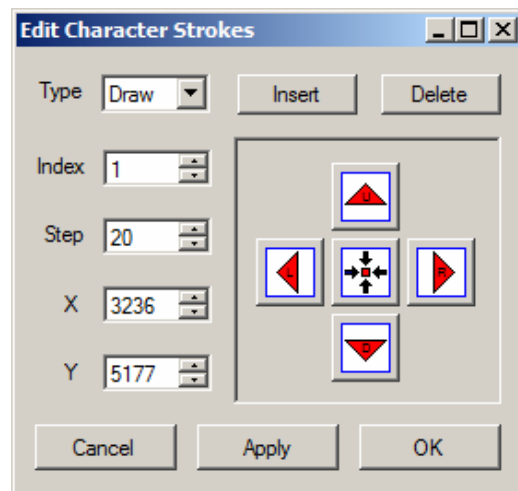 Edit Character Strokes
Type Draw Insert Delete
Index 1
U
Step 20
L R
X 3236
D
Y 5177
Cancel Apply OK